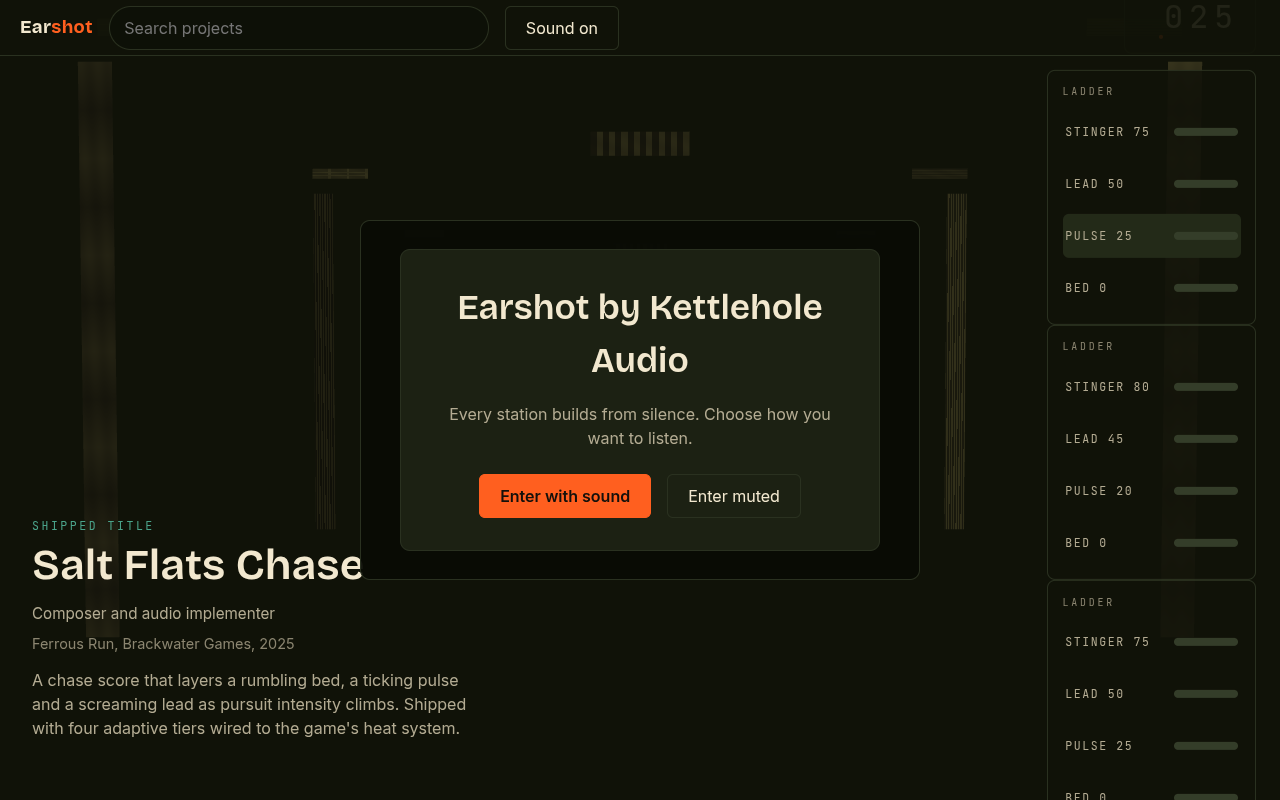 Earshot
Search projects
Sound on
025
LADDER
STINGER 75
LEAD 50
PULSE 25
BED 0
LADDER
STINGER 80
LEAD 45
PULSE 20
BED 0
LADDER
STINGER 75
LEAD 50
PULSE 25
BED 0
Earshot by Kettlehole
Audio
Every station builds from silence. Choose how you
want to listen.
Enter with sound
Enter muted
SHIPPED TITLE
Salt Flats Chase
Composer and audio implementer
Ferrous Run, Brackwater Games, 2025
A chase score that layers a rumbling bed, a ticking pulse
and a screaming lead as pursuit intensity climbs. Shipped
with four adaptive tiers wired to the game's heat system.